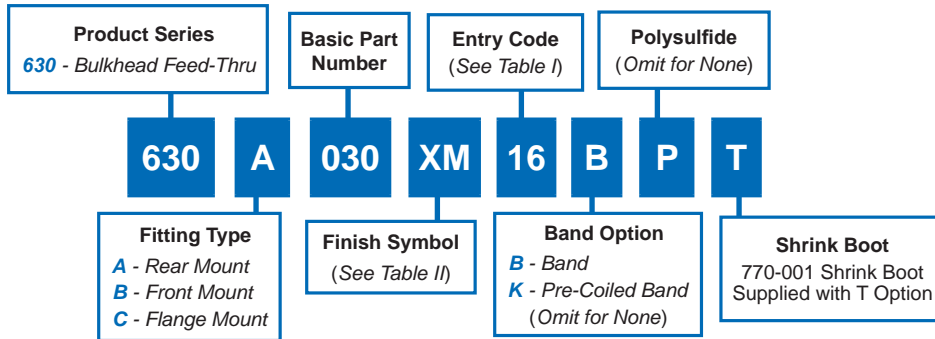 Product Series
630 - Bulkhead Feed-Thru
Basic Part
Number
Entry Code
(See Table I)
Polysulfide
(Omit for None)
630 A 030 XM 16 B P T
Fitting Type
A - Rear Mount
B - Front Mount
C - Flange Mount
Finish Symbol
(See Table II)
Band Option
B - Band
K - Pre-Coiled Band
(Omit for None)
Shrink Boot
770-001 Shrink Boot
Supplied with T Option